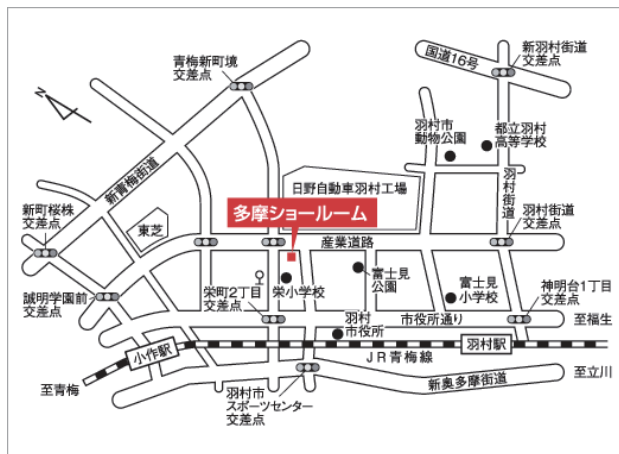 青梅新町境
交差点
国道16号
新羽村街道
交差点
N
羽村市
動物公園
都立羽村
高等学校
新青梅街道
日野自動車羽村工場
羽村街道
新町桜株
交差点
東芝
多摩ショールーム
産業道路
羽村街道
交差点
誠明学園前
交差点
栄町2丁目
交差点
栄小学校
富士見
公園
富士見
小学校
神明台1丁目
交差点
羽村
市役所
市役所通り
至福生
小作駅
JR青梅線
羽村駅
至青梅
羽村市
スポーツセンター
交差点
新奥多摩街道
至立川